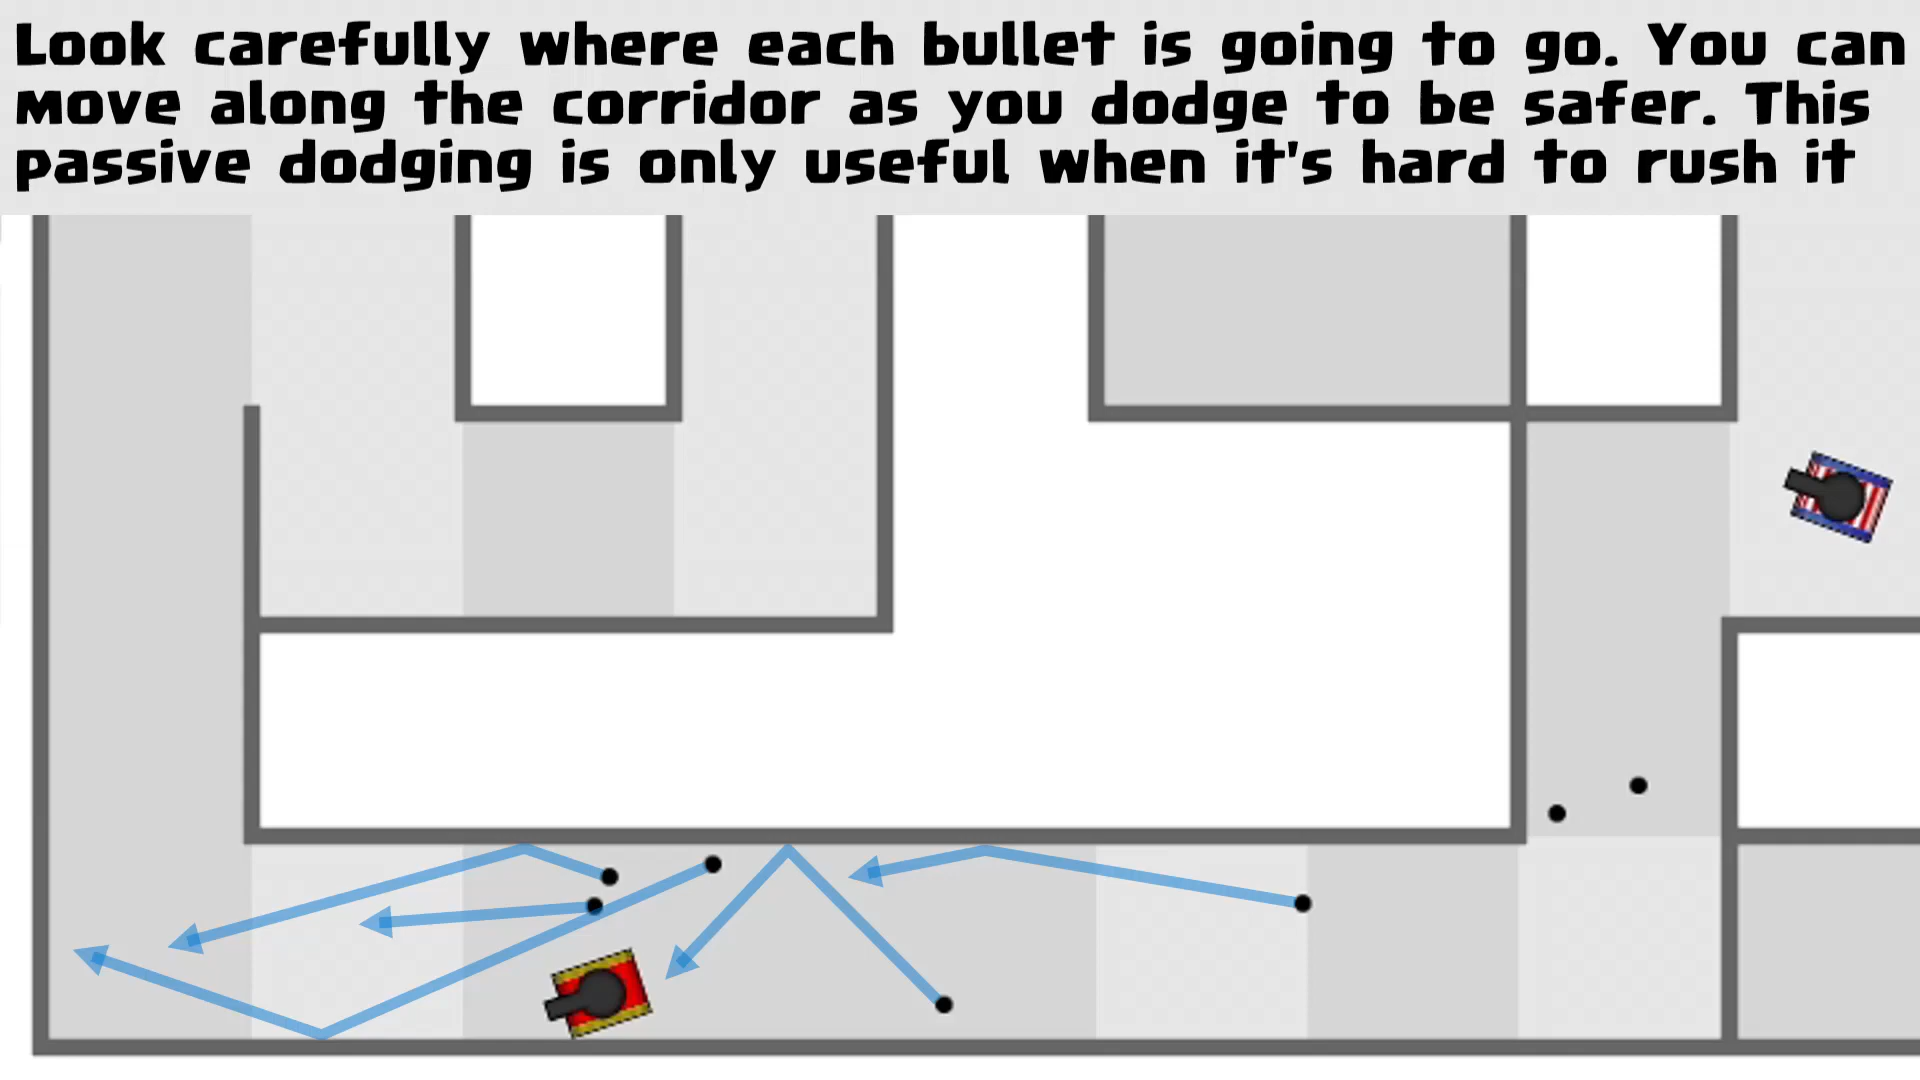 Look carefully where each bullet is going to go. You can
move along the corridor as you dodge to be safer. This
passive dodging is only useful when it's hard to rush it